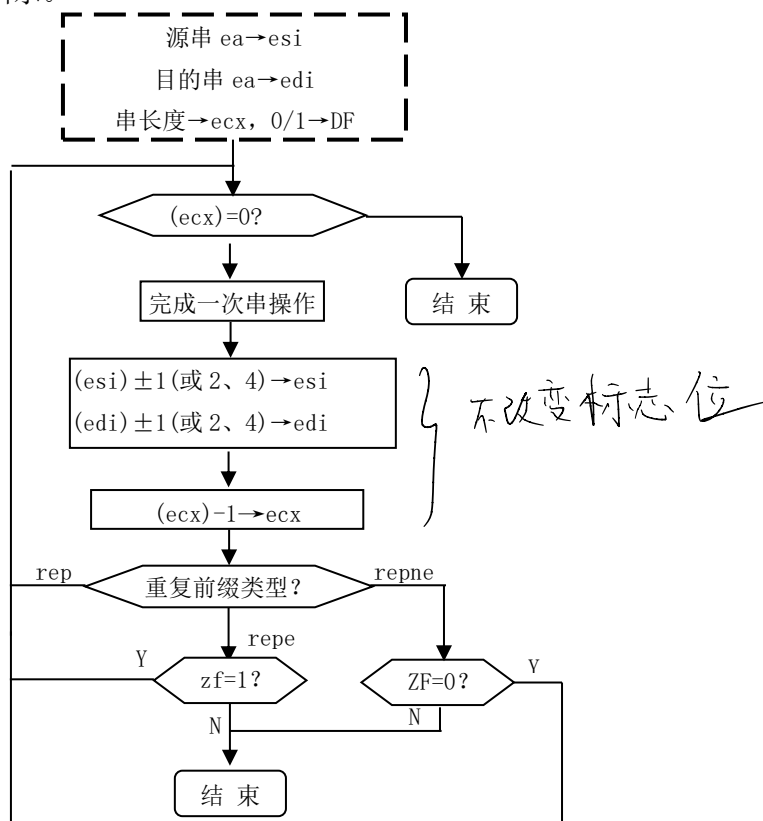 源串 ea→esi
目的串 ea→edi
串长度→ecx, 0/1→DF
(ecx)=0?
完成一次串操作
结 束
(esi)±1(或 2、4)→esi
(edi)±1(或 2、4)→edi
不改变标志位
(ecx)-1→ecx
rep
重复前缀类型?
repne
repe
Y
zf=1?
ZF=0?
Y
N
N
结 束